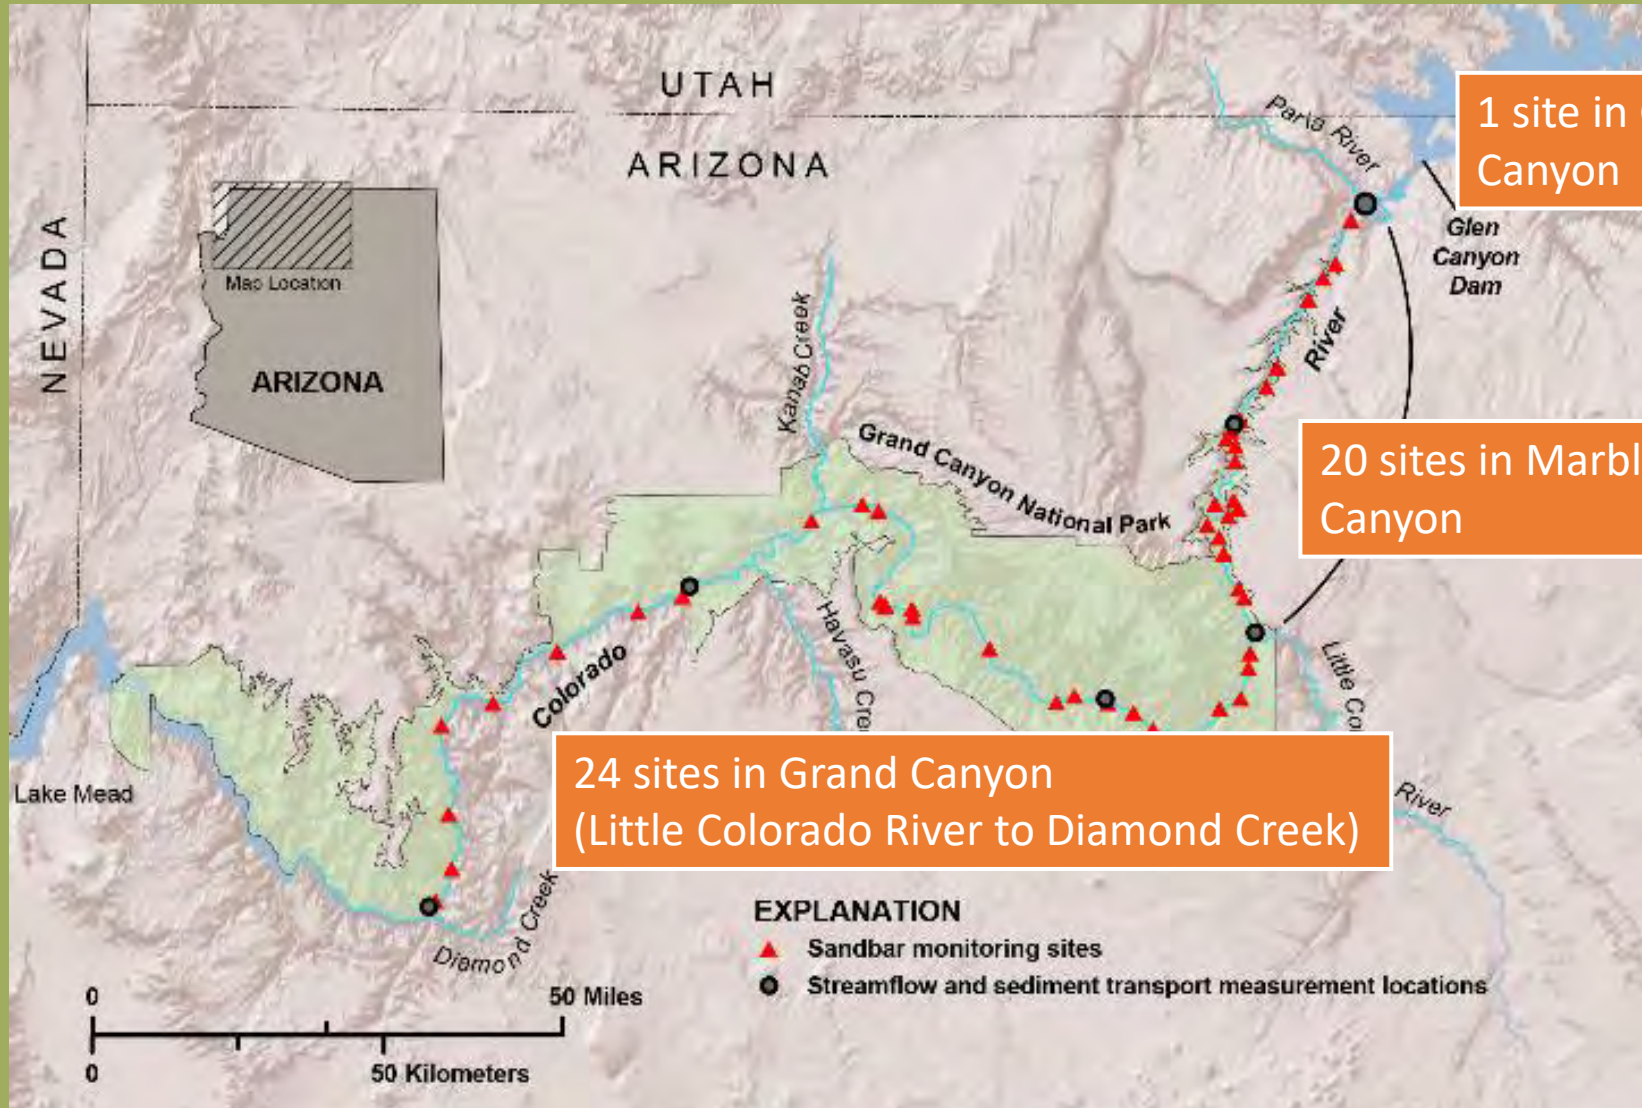 UTAH
ARIZONA
NEVADA
Map Location
ARIZONA
Paria River
1 site in
Canyon
Glen
Canyon
Dam
River
Kanab Creek
Grand Canyon National Park
20 sites in Marbl
Canyon
Havasu Cre
Little Co
Colorado
24 sites in Grand Canyon
(Little Colorado River to Diamond Creek)
River
Lake Mead
Diamond Creek
EXPLANATION
Sandbar monitoring sites
Streamflow and sediment transport measurement locations
0 50 Miles
0 50 Kilometers